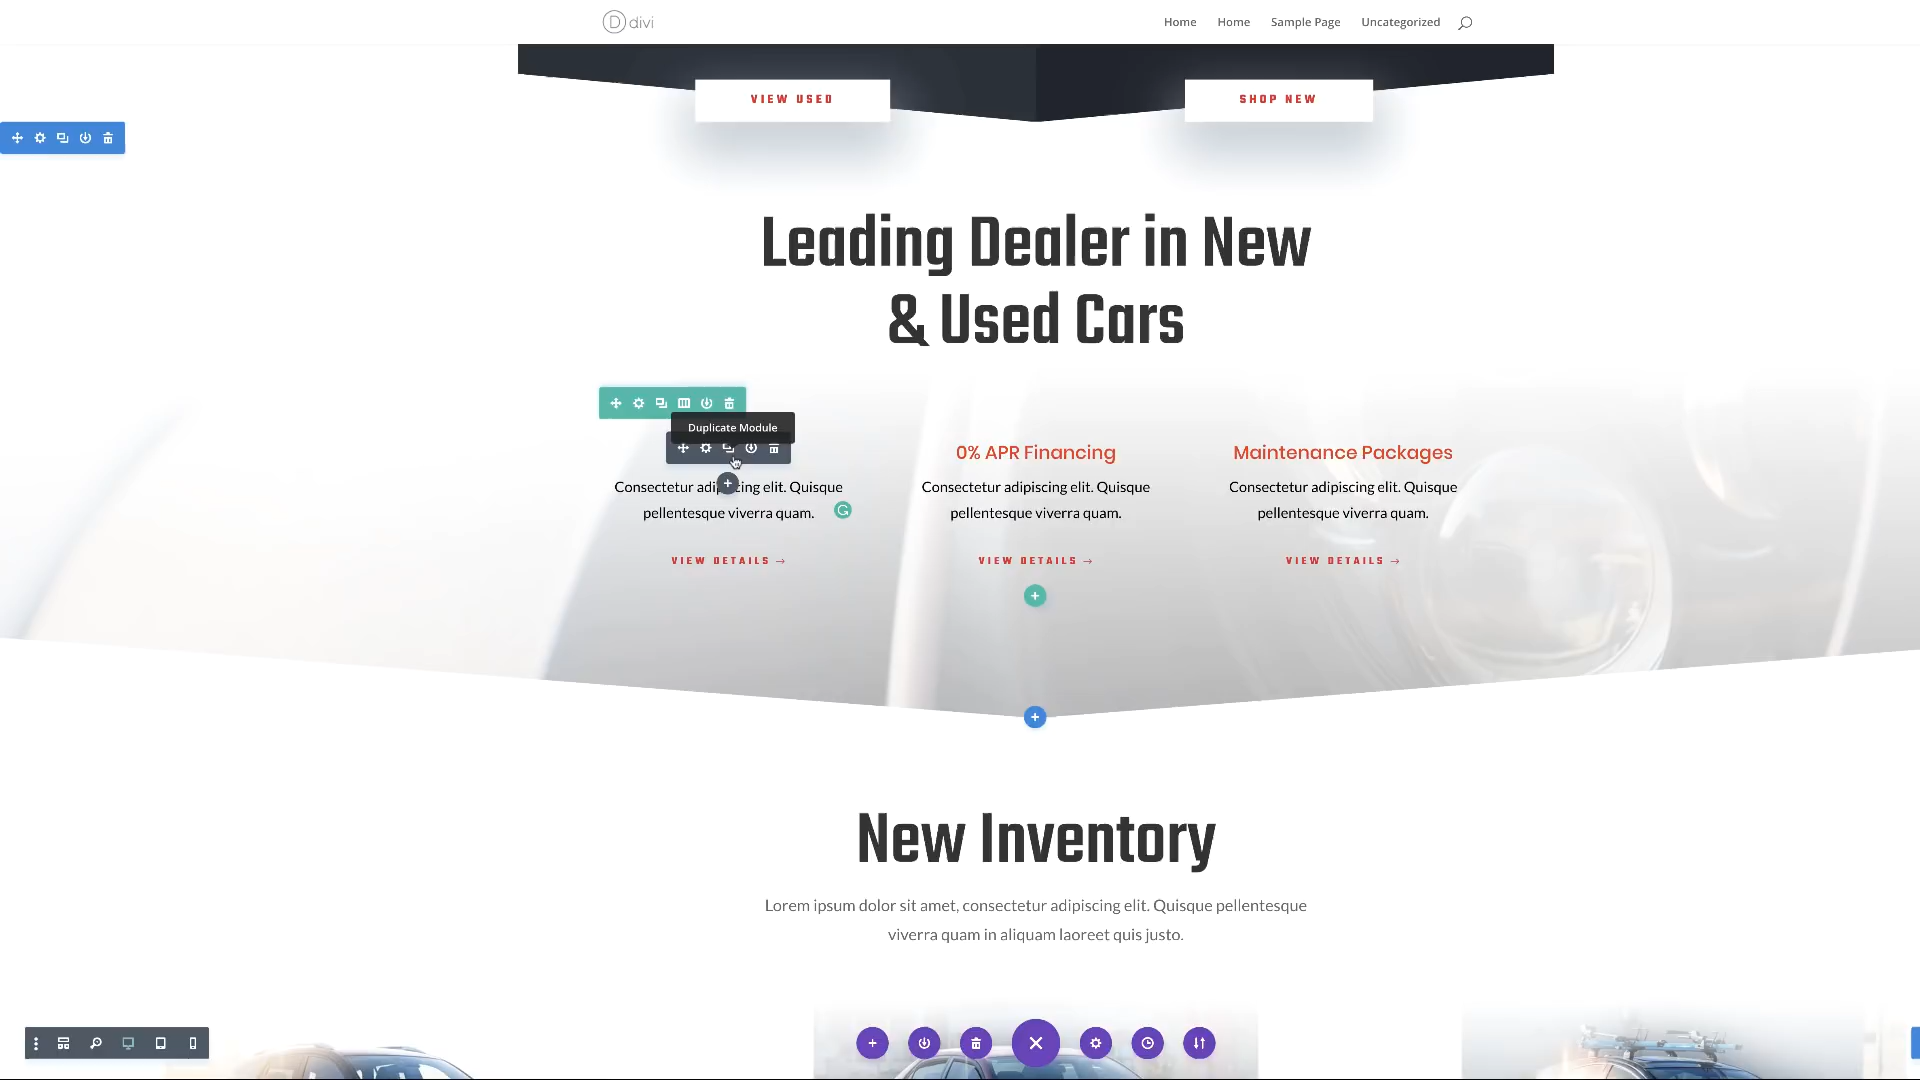 divi
Home
Home
Sample Page
Uncategorized
VIEW USED
SHOP NEW
Leading Dealer in New
& Used Cars
Duplicate Module
0% APR Financing
Maintenance Packages
Consectetur adipiscing elit. Quisque
pellentesque viverra quam.
Consectetur adipiscing elit. Quisque
pellentesque viverra quam.
Consectetur adipiscing elit. Quisque
pellentesque viverra quam.
VIEW DETAILS →
VIEW DETAILS →
VIEW DETAILS →
New Inventory
Lorem ipsum dolor sit amet, consectetur adipiscing elit. Quisque pellentesque
viverra quam in aliquam laoreet quis justo.